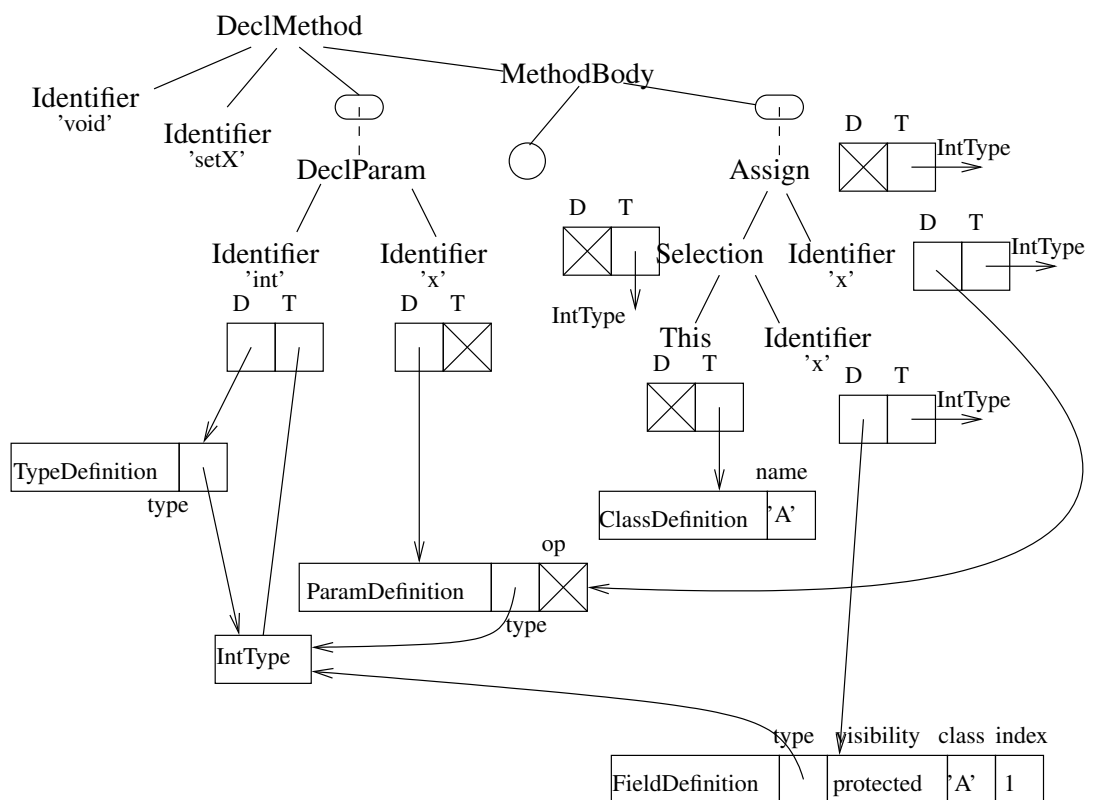 DeclMethod
MethodBody
Identifier
'void'
Identifier
'setX'
D T
IntType
DeclParam
Assign
D T
D T
Identifier
'int'
Identifier
'x'
Selection
Identifier
'x'
IntType
D T
D T
IntType
This
Identifier
'x'
D T
D T
IntType
TypeDefinition
type
name
ClassDefinition
'A'
op
ParamDefinition
type
IntType
type visibility class index
FieldDefinition protected 'A' 1